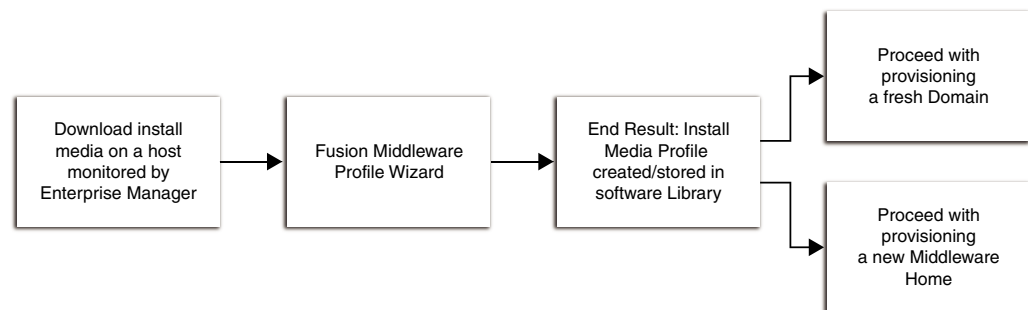 Download install
media on a host
monitored by
Enterprise Manager
Fusion Middleware
Profile Wizard
End Result: Install
Media Profile
created/stored in
software Library
Proceed with
provisioning
a fresh Domain
Proceed with
provisioning
a new Middleware
Home